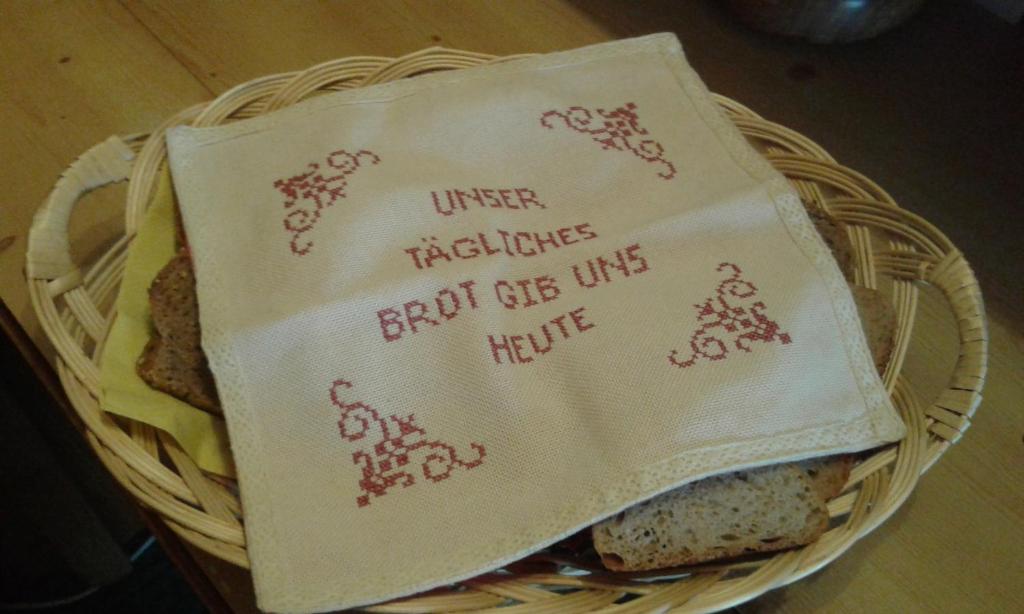 UNSER
TÄGLICHES
BROT GIB UNS
HEUTE